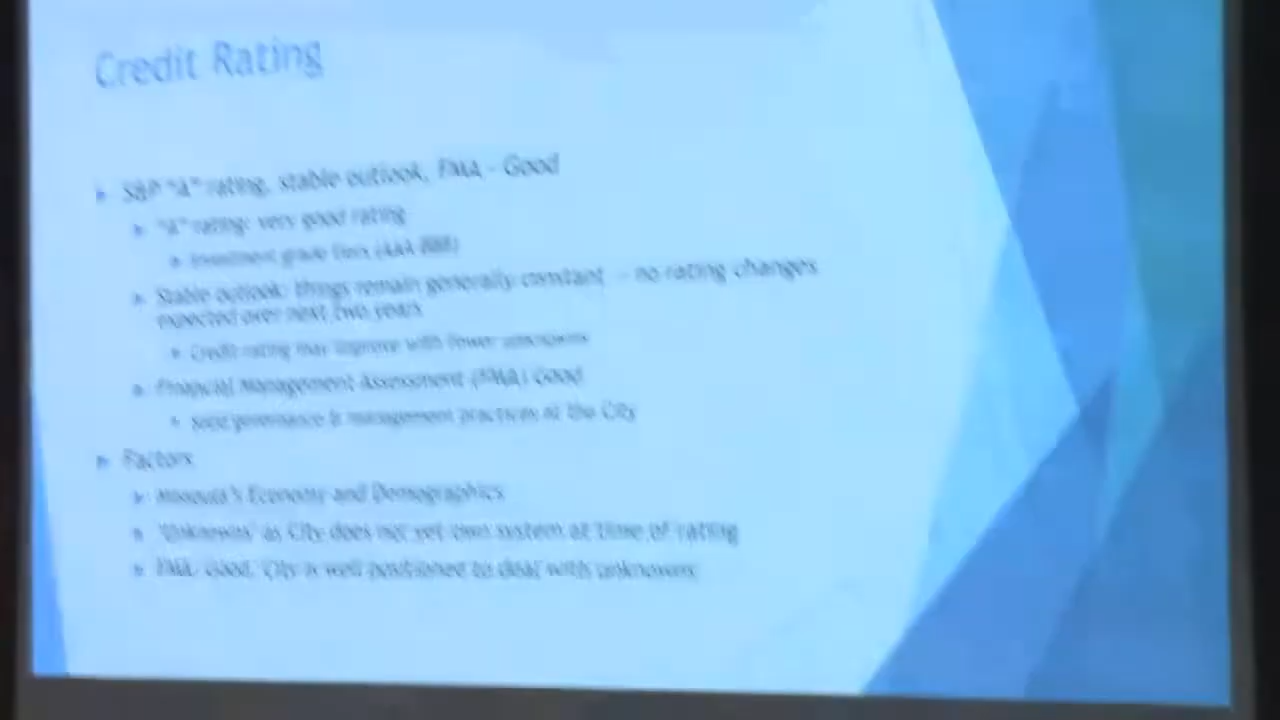 Credit Rating
S&P "A" rating, stable outlook, FMA - Good
"A" rating: very good rating
Investment grade tiers (AAA-BBB)
Stable outlook: things remain generally constant - no rating changes
expected over next two years
Credit rating may improve with fewer unknowns
Financial Management Assessment (FMA) Good
governance & management practices at the City
Factors
Missoula's Economy and Demographics
'Unknowns' as City does not yet own system at time of rating
FMA: Good, City is well positioned to deal with unknowns